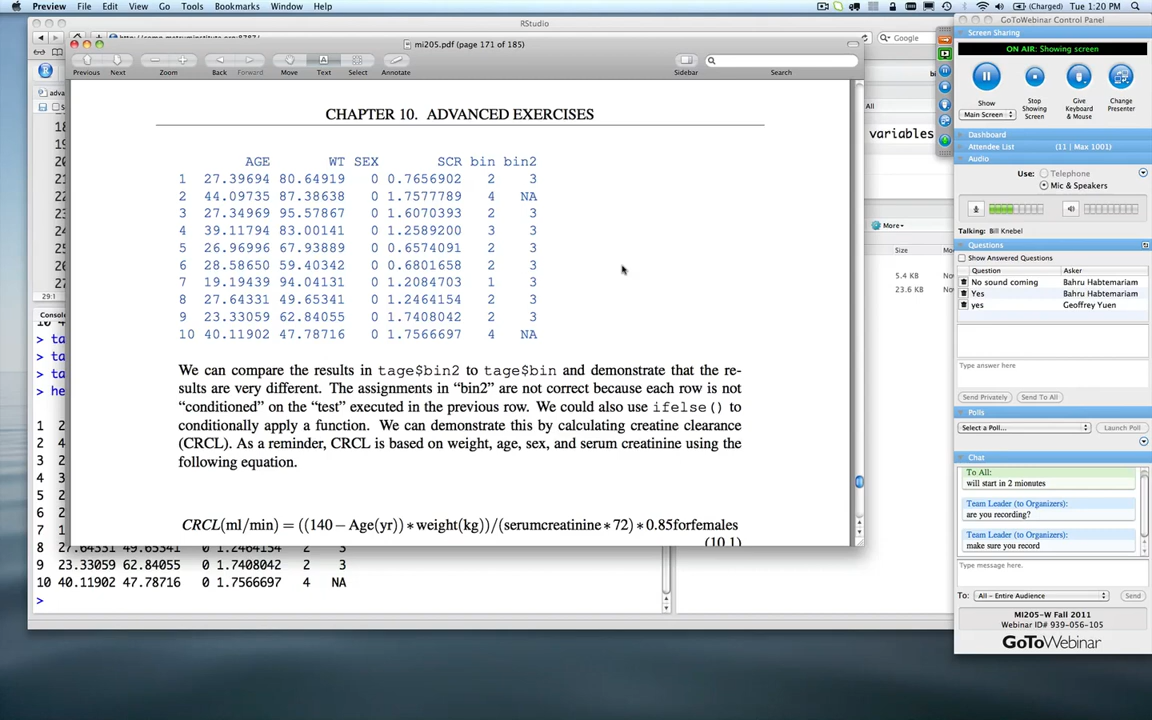 Preview File Edit Go Tools Bookmarks Window Help
(Charged) Tue 1:20 PM
RStudio
mi205.pdf (page 171 of 185)
Previous Next Zoom Back Forward Move Text Select Annotate Sidebar Search
CHAPTER 10. ADVANCED EXERCISES
AGE WT SEX SCR bin bin2
1 27.39694 80.64919 0 0.7656902 2 3
2 44.09735 87.38638 0 1.7577789 4 NA
3 27.34969 95.57867 0 1.6070393 2 3
4 39.11794 83.00141 0 1.2589200 3 3
5 26.96996 67.93889 0 0.6574091 2 3
6 28.58650 59.40342 0 0.6801658 2 3
7 19.19439 94.04131 0 1.2084703 1 3
8 27.64331 49.65341 0 1.2464154 2 3
9 23.33059 62.84055 0 1.7408042 2 3
10 40.11902 47.78716 0 1.7566697 4 NA
We can compare the results in tage$bin2 to tage$bin and demonstrate that the re-
sults are very different. The assignments in “bin2” are not correct because each row is not
“conditioned” on the “test” executed in the previous row. We could also use ifelse() to
conditionally apply a function. We can demonstrate this by calculating creatine clearance
(CRCL). As a reminder, CRCL is based on weight, age, sex, and serum creatinine using the
following equation.
CRCL(ml/min) = ((140 − Age(yr)) ∗ weight(kg))/(serumcreatinine ∗ 72) ∗ 0.85forfemales
(10.1)
8 27.64331 49.65341 0 1.2464154 2 3
9 23.33059 62.84055 0 1.7408042 2 3
10 40.11902 47.78716 0 1.7566697 4 NA
>
Google
All
variables
More
Size
5.4 KB
23.6 KB
29:1
Console
> ta
> ta
> ta
> he
GoToWebinar Control Panel
Screen Sharing
ON AIR: Showing screen
Show
Main Screen
Stop
Showing
Screen
Give
Keyboard
& Mouse
Change
Presenter
Dashboard
Attendee List (11 | Max 1001)
Audio
Use: Telephone
Mic & Speakers
Talking: Bill Knebel
Questions
Show Answered Questions
Question Asker
No sound coming Bahru Habtemariam
Yes Bahru Habtemariam
yes Geoffrey Yuen
Type answer here
Send Privately Send To All
Polls
Select a Poll... Launch Poll
Chat
To All:
will start in 2 mionutes
Team Leader (to Organizers):
are you recording?
Team Leader (to Organizers):
make sure you record
Type message here.
To: All - Entire Audience Send
MI205-W Fall 2011
Webinar ID# 939-056-105
GoToWebinar